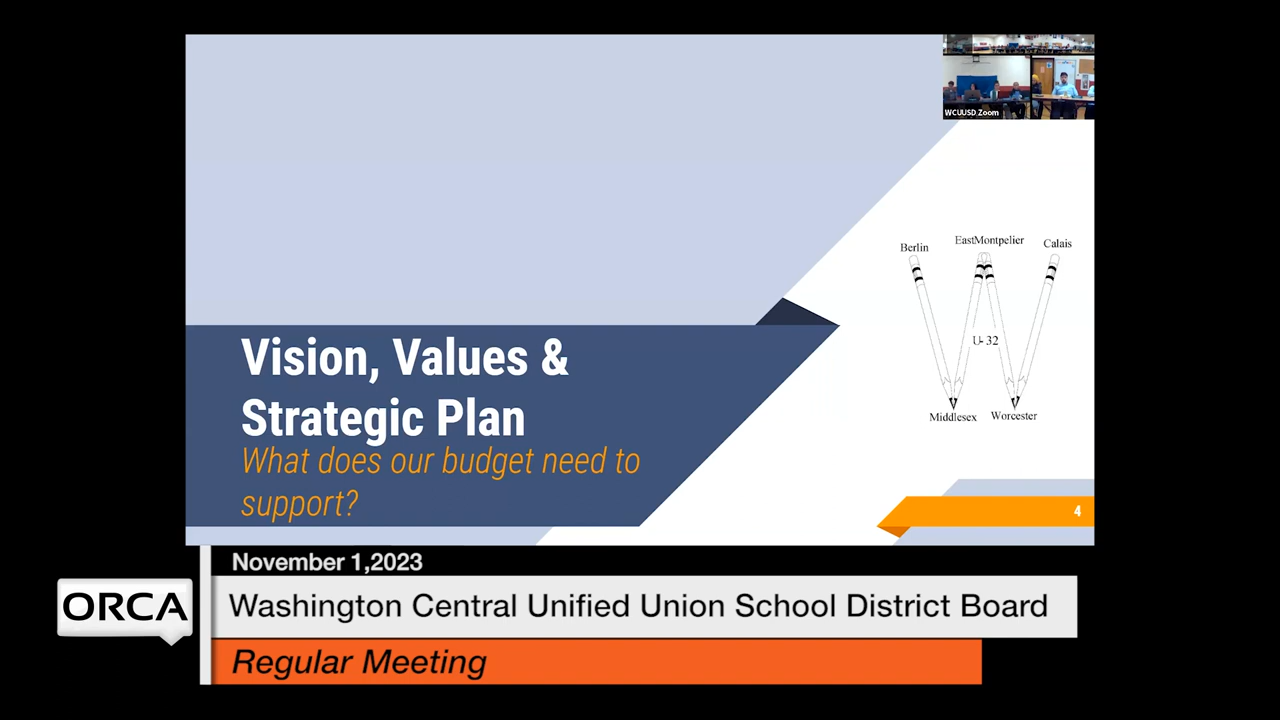 WCUUSD Zoom
Berlin
EastMontpelier
Calais
U-32
Middlesex
Worcester
Vision, Values &
Strategic Plan
What does our budget need to
support?
4
November 1,2023
ORCA
Washington Central Unified Union School District Board
Regular Meeting